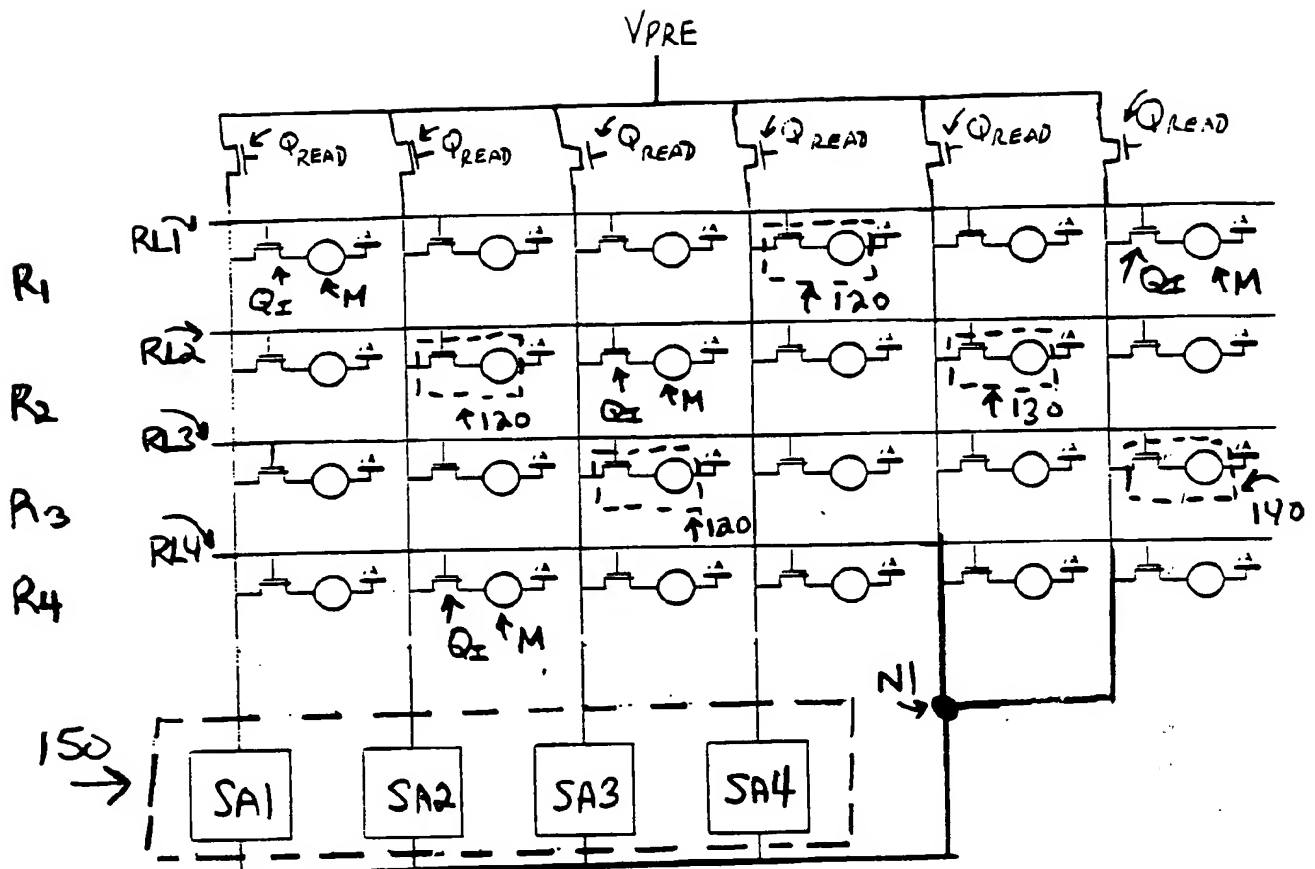 VPRE
QREAD QREAD QREAD QREAD QREAD QREAD
RL1
R1
QI M 120 QI M
RL2
R2
120 QI M 130
RL3
R3
120 140
RL4
R4
QI M
N1
150
SA1 SA2 SA3 SA4